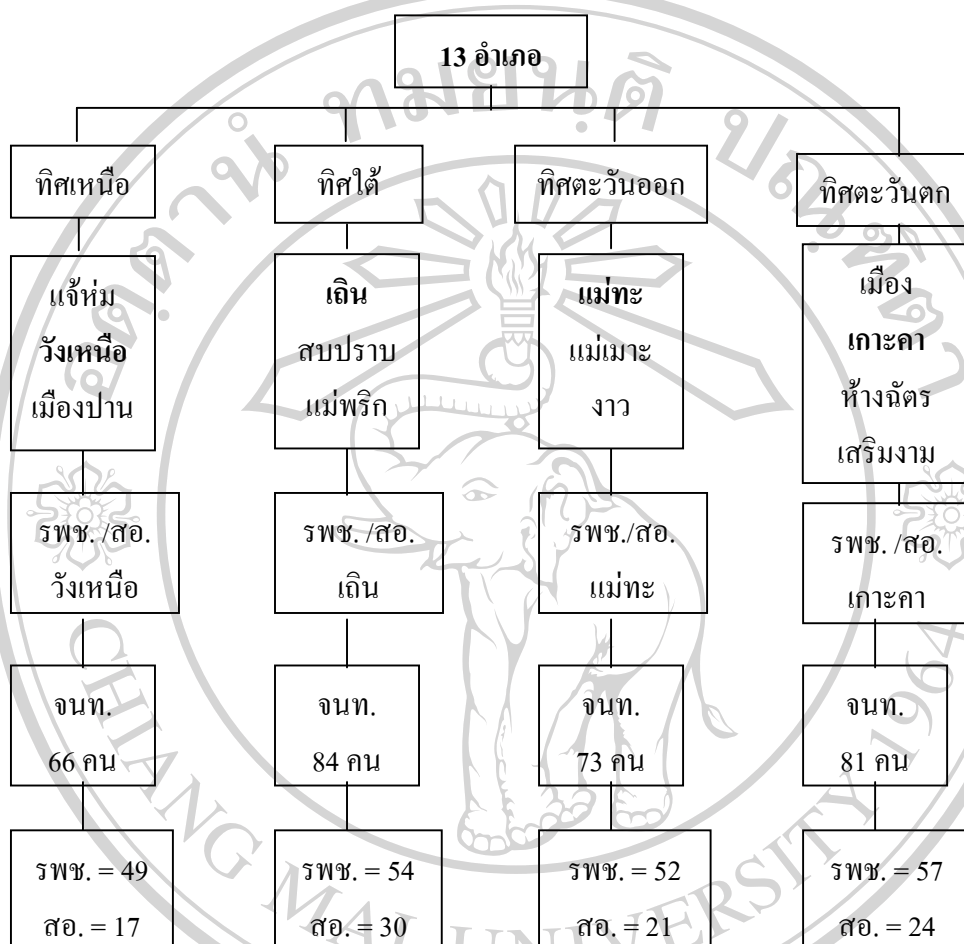 13 อำเภอ
ทิศเหนือ
ทิศใต้
ทิศตะวันออก
ทิศตะวันตก
แจ้ห่ม
วังเหนือ
เมืองปาน
เถิน
สบปราบ
แม่พริก
แม่ทะ
แม่เมาะ
งาว
เมือง
เกาะคา
ห้างฉัตร
เสริมงาม
รพช. /สอ.
วังเหนือ
รพช. /สอ.
เถิน
รพช./สอ.
แม่ทะ
รพช. /สอ.
เกาะคา
จนท.
66 คน
จนท.
84 คน
จนท.
73 คน
จนท.
81 คน
รพช. = 49
สอ. = 17
รพช. = 54
สอ. = 30
รพช. = 52
สอ. = 21
รพช. = 57
สอ. = 24
CHIANG MAI UNIVERSITY 1964